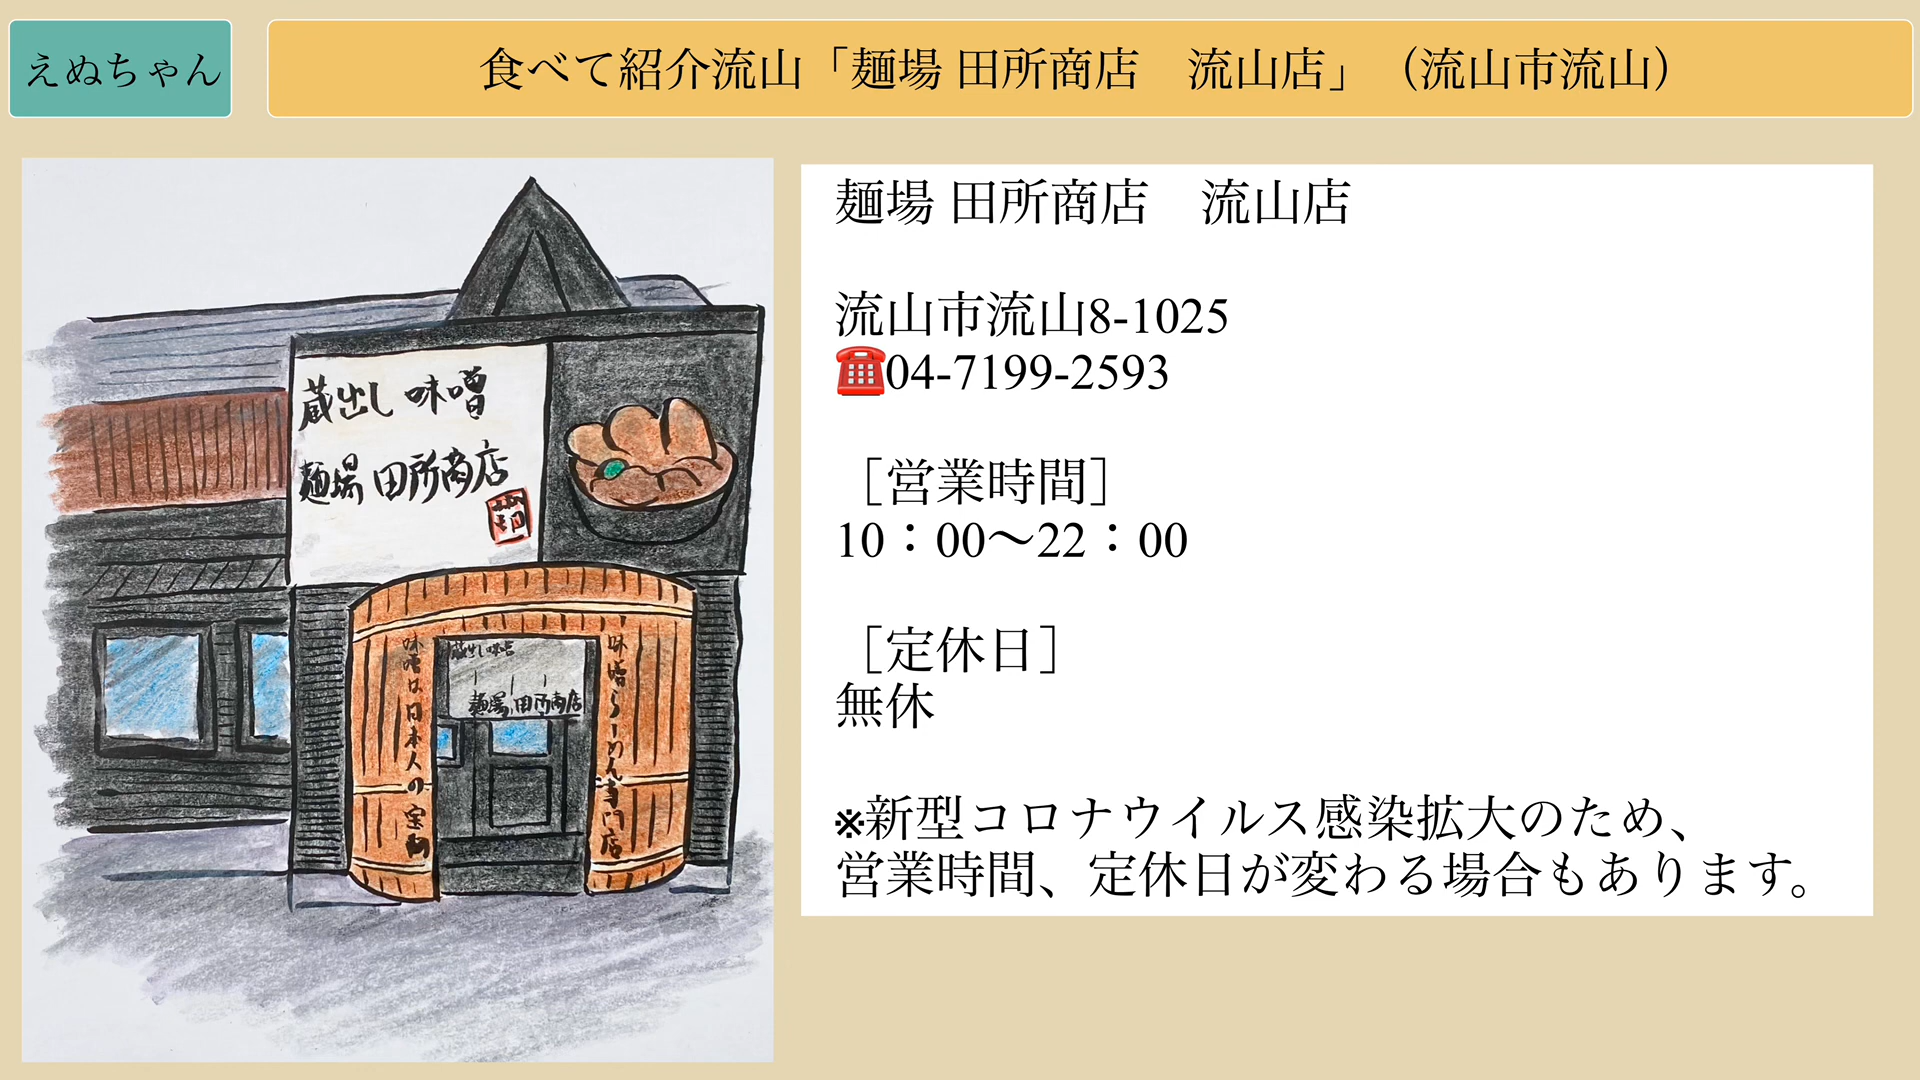 えぬちゃん
食べて紹介流山「麺場 田所商店　流山店」（流山市流山）
蔵出し 味噌
麺場 田所商店
蔵出し味噌
麺場 田所商店
味噌は日本人の宝
味噌らーめん専門店
麺場 田所商店　流山店
流山市流山8-1025
☎04-7199-2593
［営業時間］
10：00〜22：00
［定休日］
無休
※新型コロナウイルス感染拡大のため、
営業時間、定休日が変わる場合もあります。